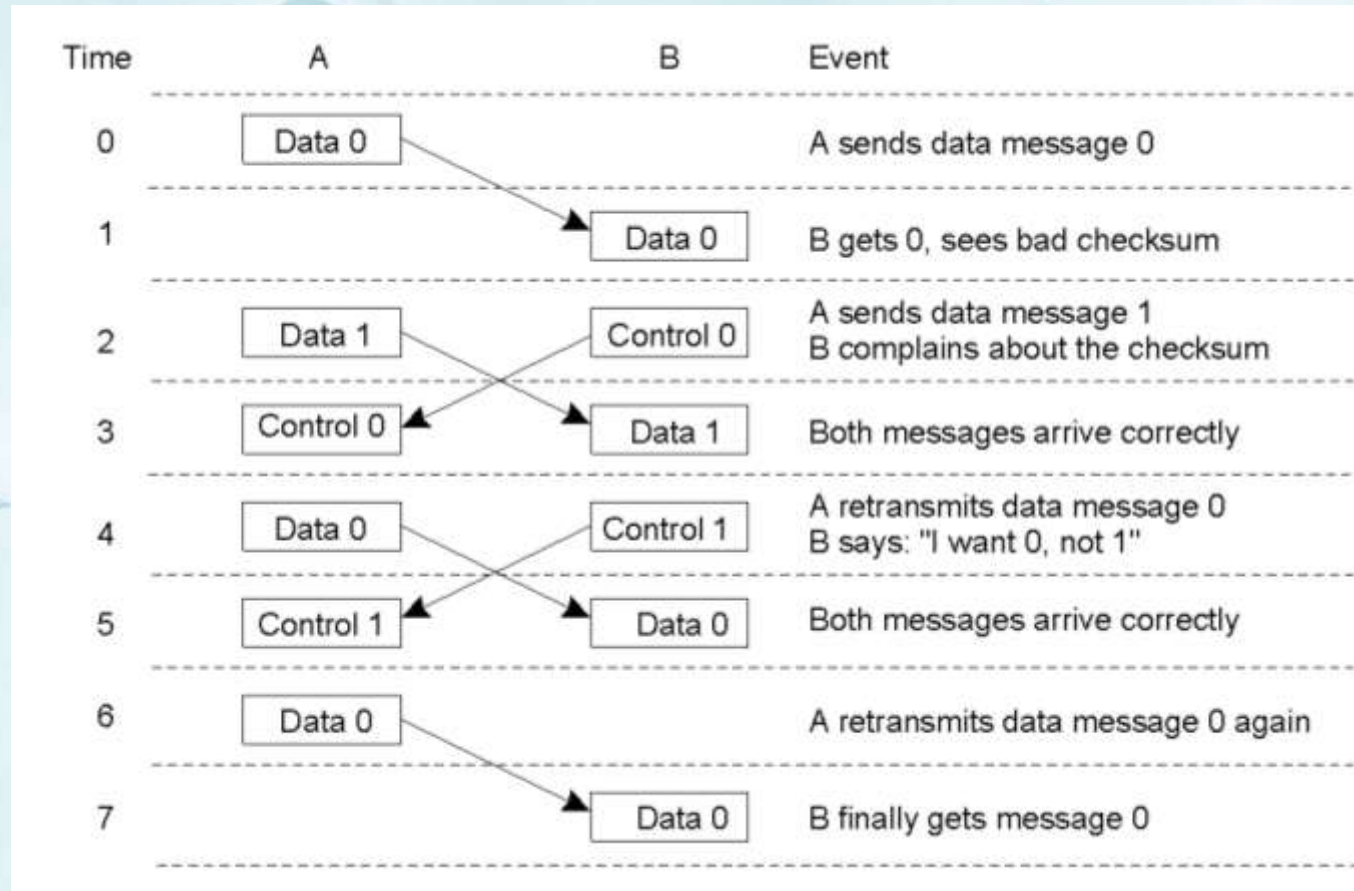 Time A B Event
0 Data 0 A sends data message 0
1 Data 0 B gets 0, sees bad checksum
2 Data 1 Control 0 A sends data message 1
B complains about the checksum
3 Control 0 Data 1 Both messages arrive correctly
4 Data 0 Control 1 A retransmits data message 0
B says: "I want 0, not 1"
5 Control 1 Data 0 Both messages arrive correctly
6 Data 0 A retransmits data message 0 again
7 Data 0 B finally gets message 0